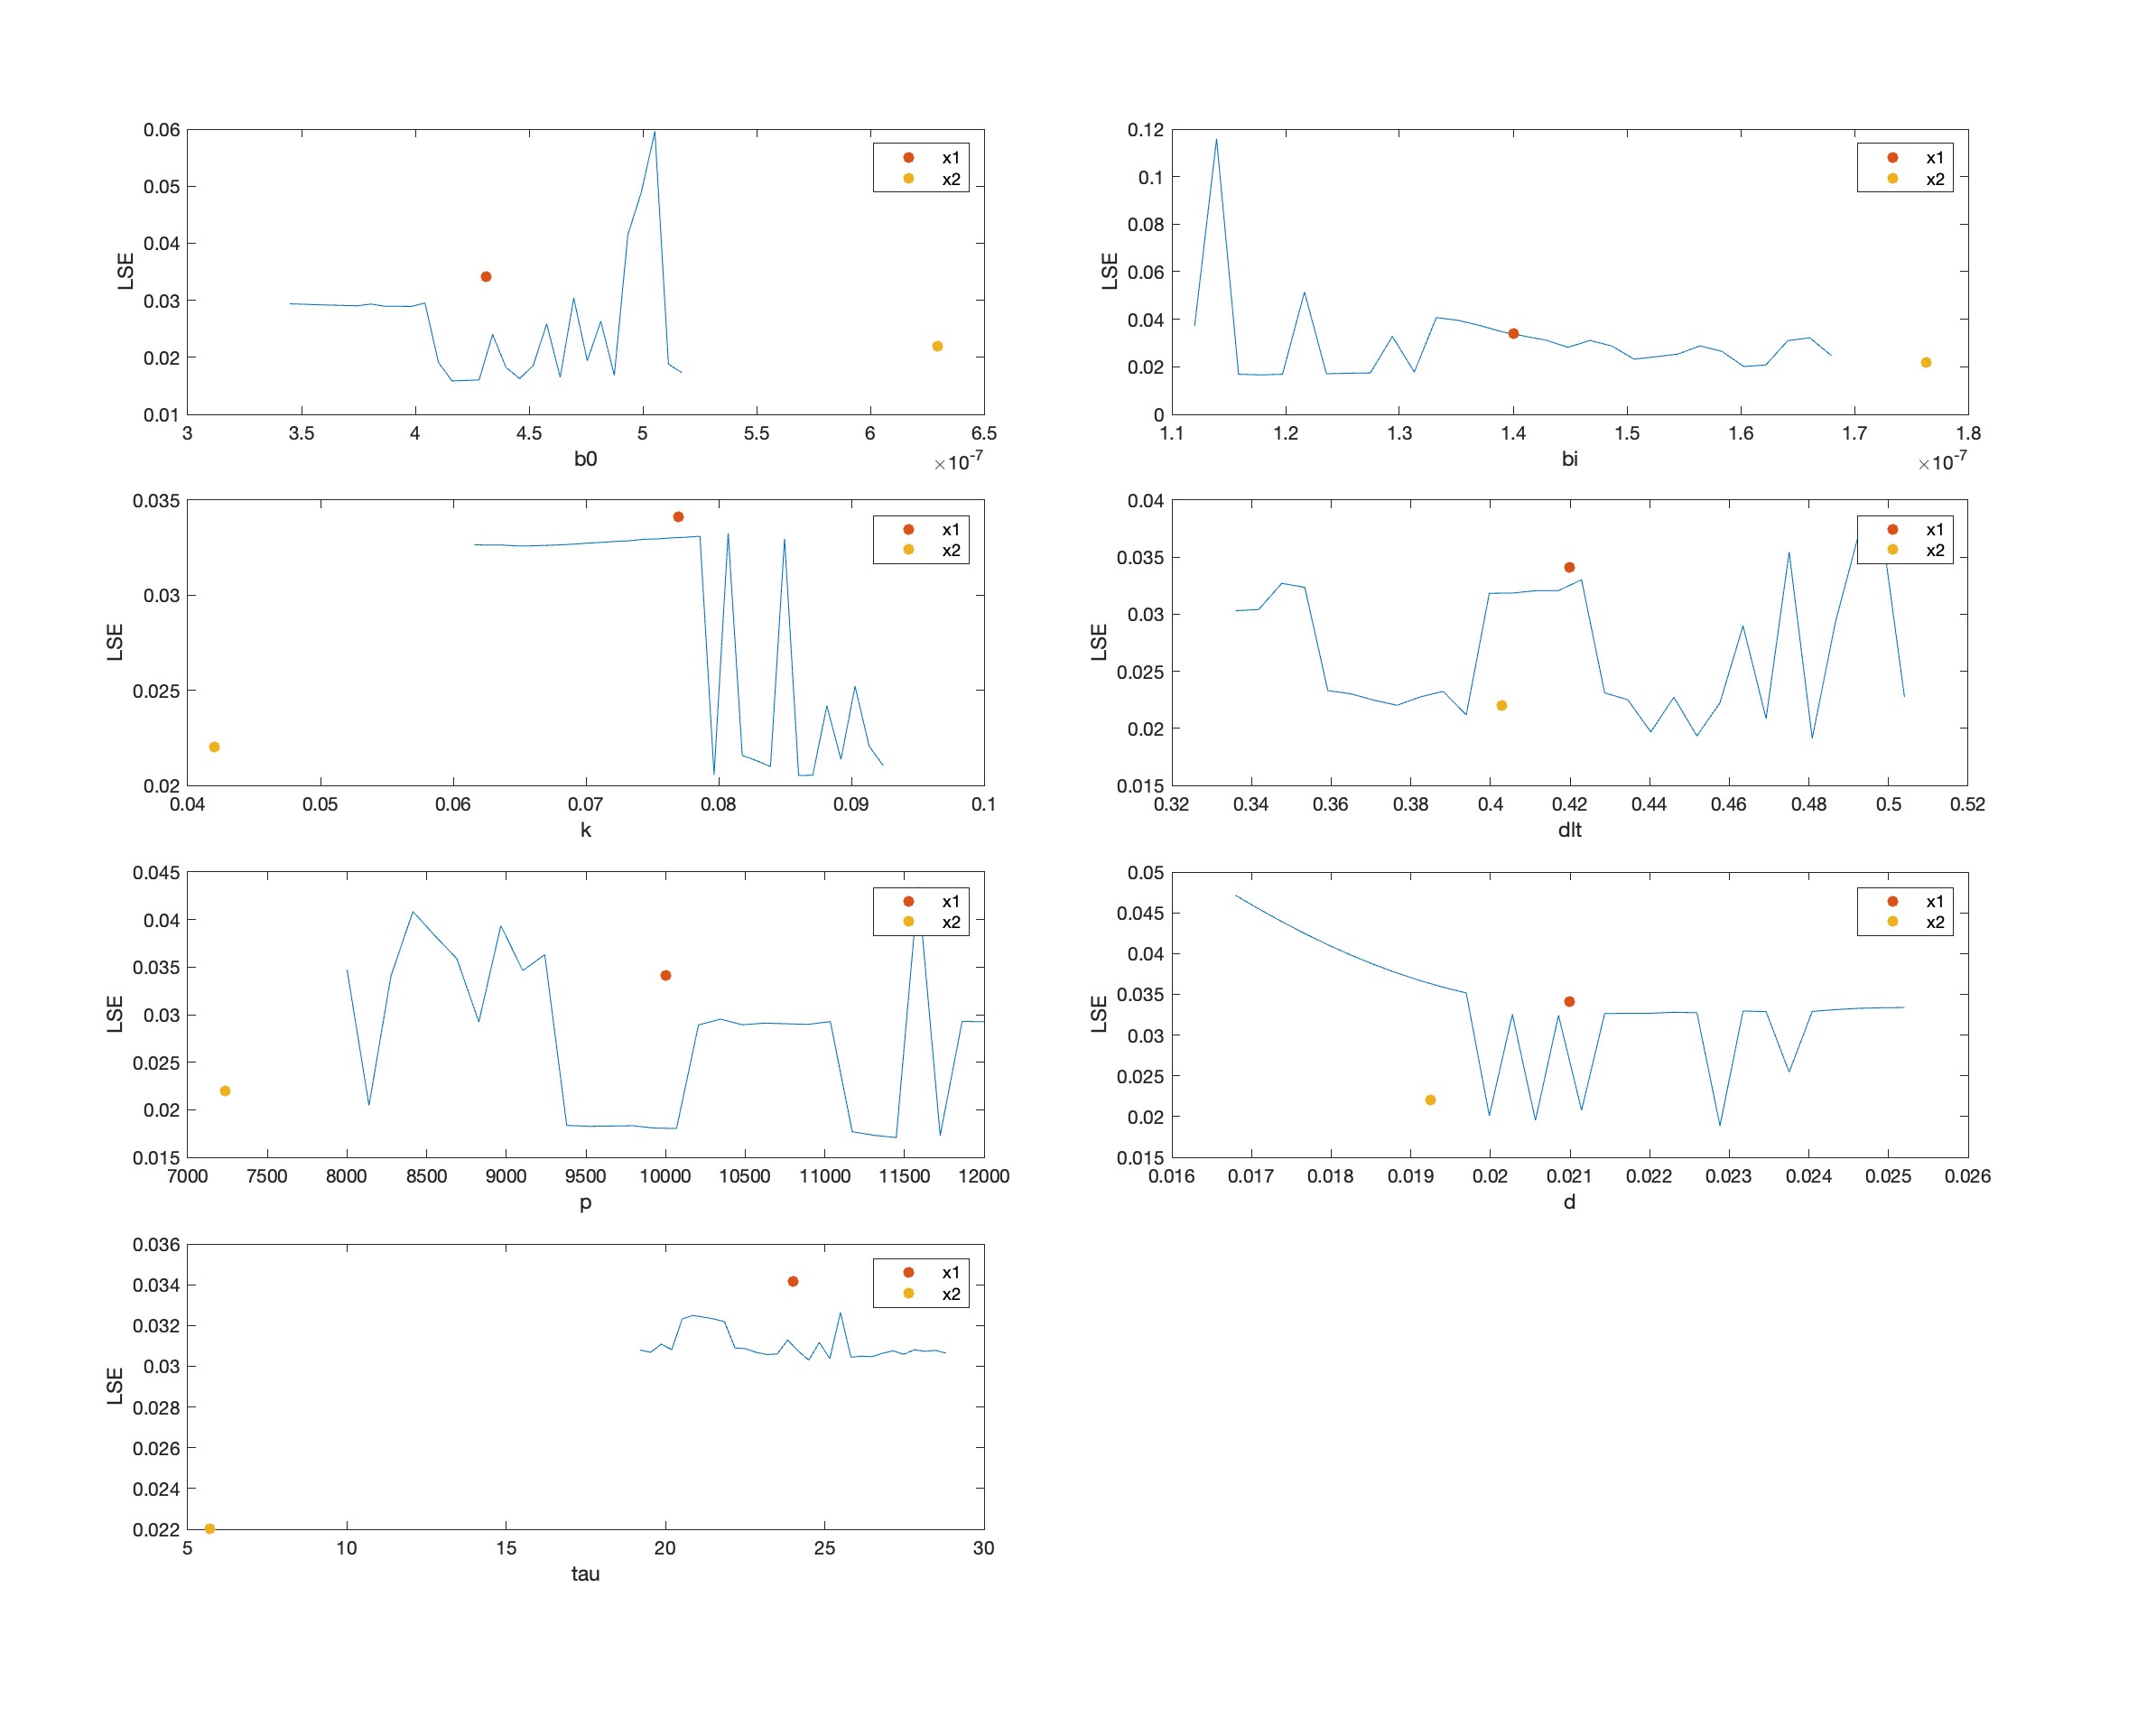 0.06
0.05
0.04
0.03
0.02
0.01
LSE
3 3.5 4 4.5 5 5.5 6 6.5
b0
×10-7
x1
x2
0.12
0.1
0.08
0.06
0.04
0.02
0
LSE
1.1 1.2 1.3 1.4 1.5 1.6 1.7 1.8
bi
×10-7
x1
x2
0.035
0.03
0.025
0.02
LSE
0.04 0.05 0.06 0.07 0.08 0.09 0.1
k
x1
x2
0.04
0.035
0.03
0.025
0.02
0.015
LSE
0.32 0.34 0.36 0.38 0.4 0.42 0.44 0.46 0.48 0.5 0.52
dlt
x1
x2
0.045
0.04
0.035
0.03
0.025
0.02
0.015
LSE
7000 7500 8000 8500 9000 9500 10000 10500 11000 11500 12000
p
x1
x2
0.05
0.045
0.04
0.035
0.03
0.025
0.02
0.015
LSE
0.016 0.017 0.018 0.019 0.02 0.021 0.022 0.023 0.024 0.025 0.026
d
x1
x2
0.036
0.034
0.032
0.03
0.028
0.026
0.024
0.022
LSE
5 10 15 20 25 30
tau
x1
x2